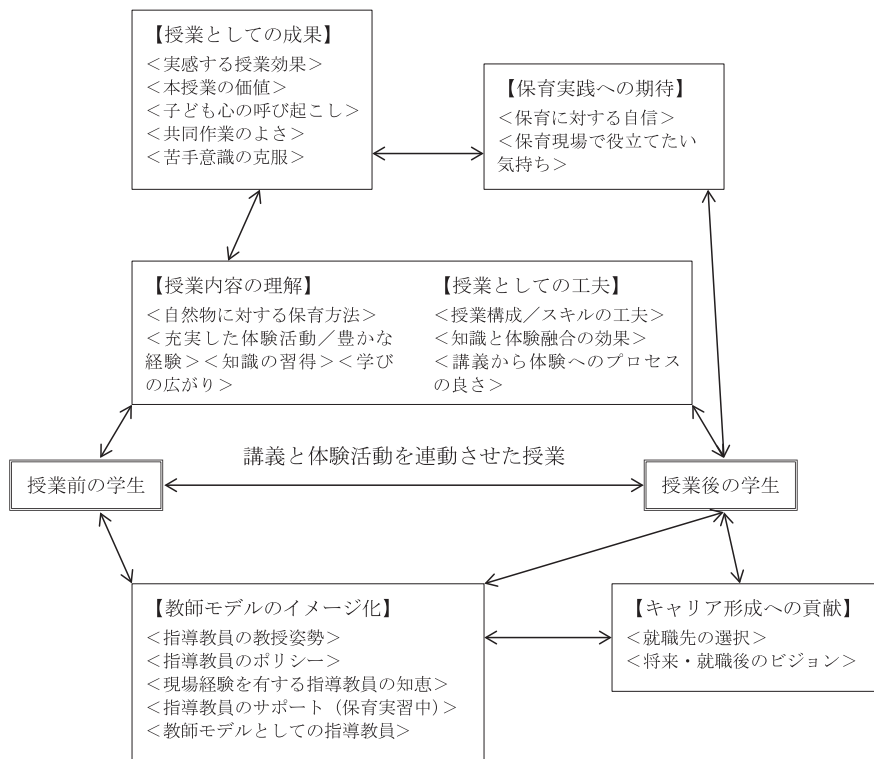 【授業としての成果】
＜実感する授業効果＞
＜本授業の価値＞
＜子ども心の呼び起こし＞
＜共同作業のよさ＞
＜苦手意識の克服＞
【保育実践への期待】
＜保育に対する自信＞
＜保育現場で役立てたい
気持ち＞
【授業内容の理解】
＜自然物に対する保育方法＞
＜充実した体験活動／豊かな
経験＞＜知識の習得＞＜学び
の広がり＞
【授業としての工夫】
＜授業構成／スキルの工夫＞
＜知識と体験融合の効果＞
＜講義から体験へのプロセス
の良さ＞
講義と体験活動を連動させた授業
授業前の学生
授業後の学生
【教師モデルのイメージ化】
＜指導教員の教授姿勢＞
＜指導教員のポリシー＞
＜現場経験を有する指導教員の知恵＞
＜指導教員のサポート（保育実習中）＞
＜教師モデルとしての指導教員＞
【キャリア形成への貢献】
＜就職先の選択＞
＜将来・就職後のビジョン＞